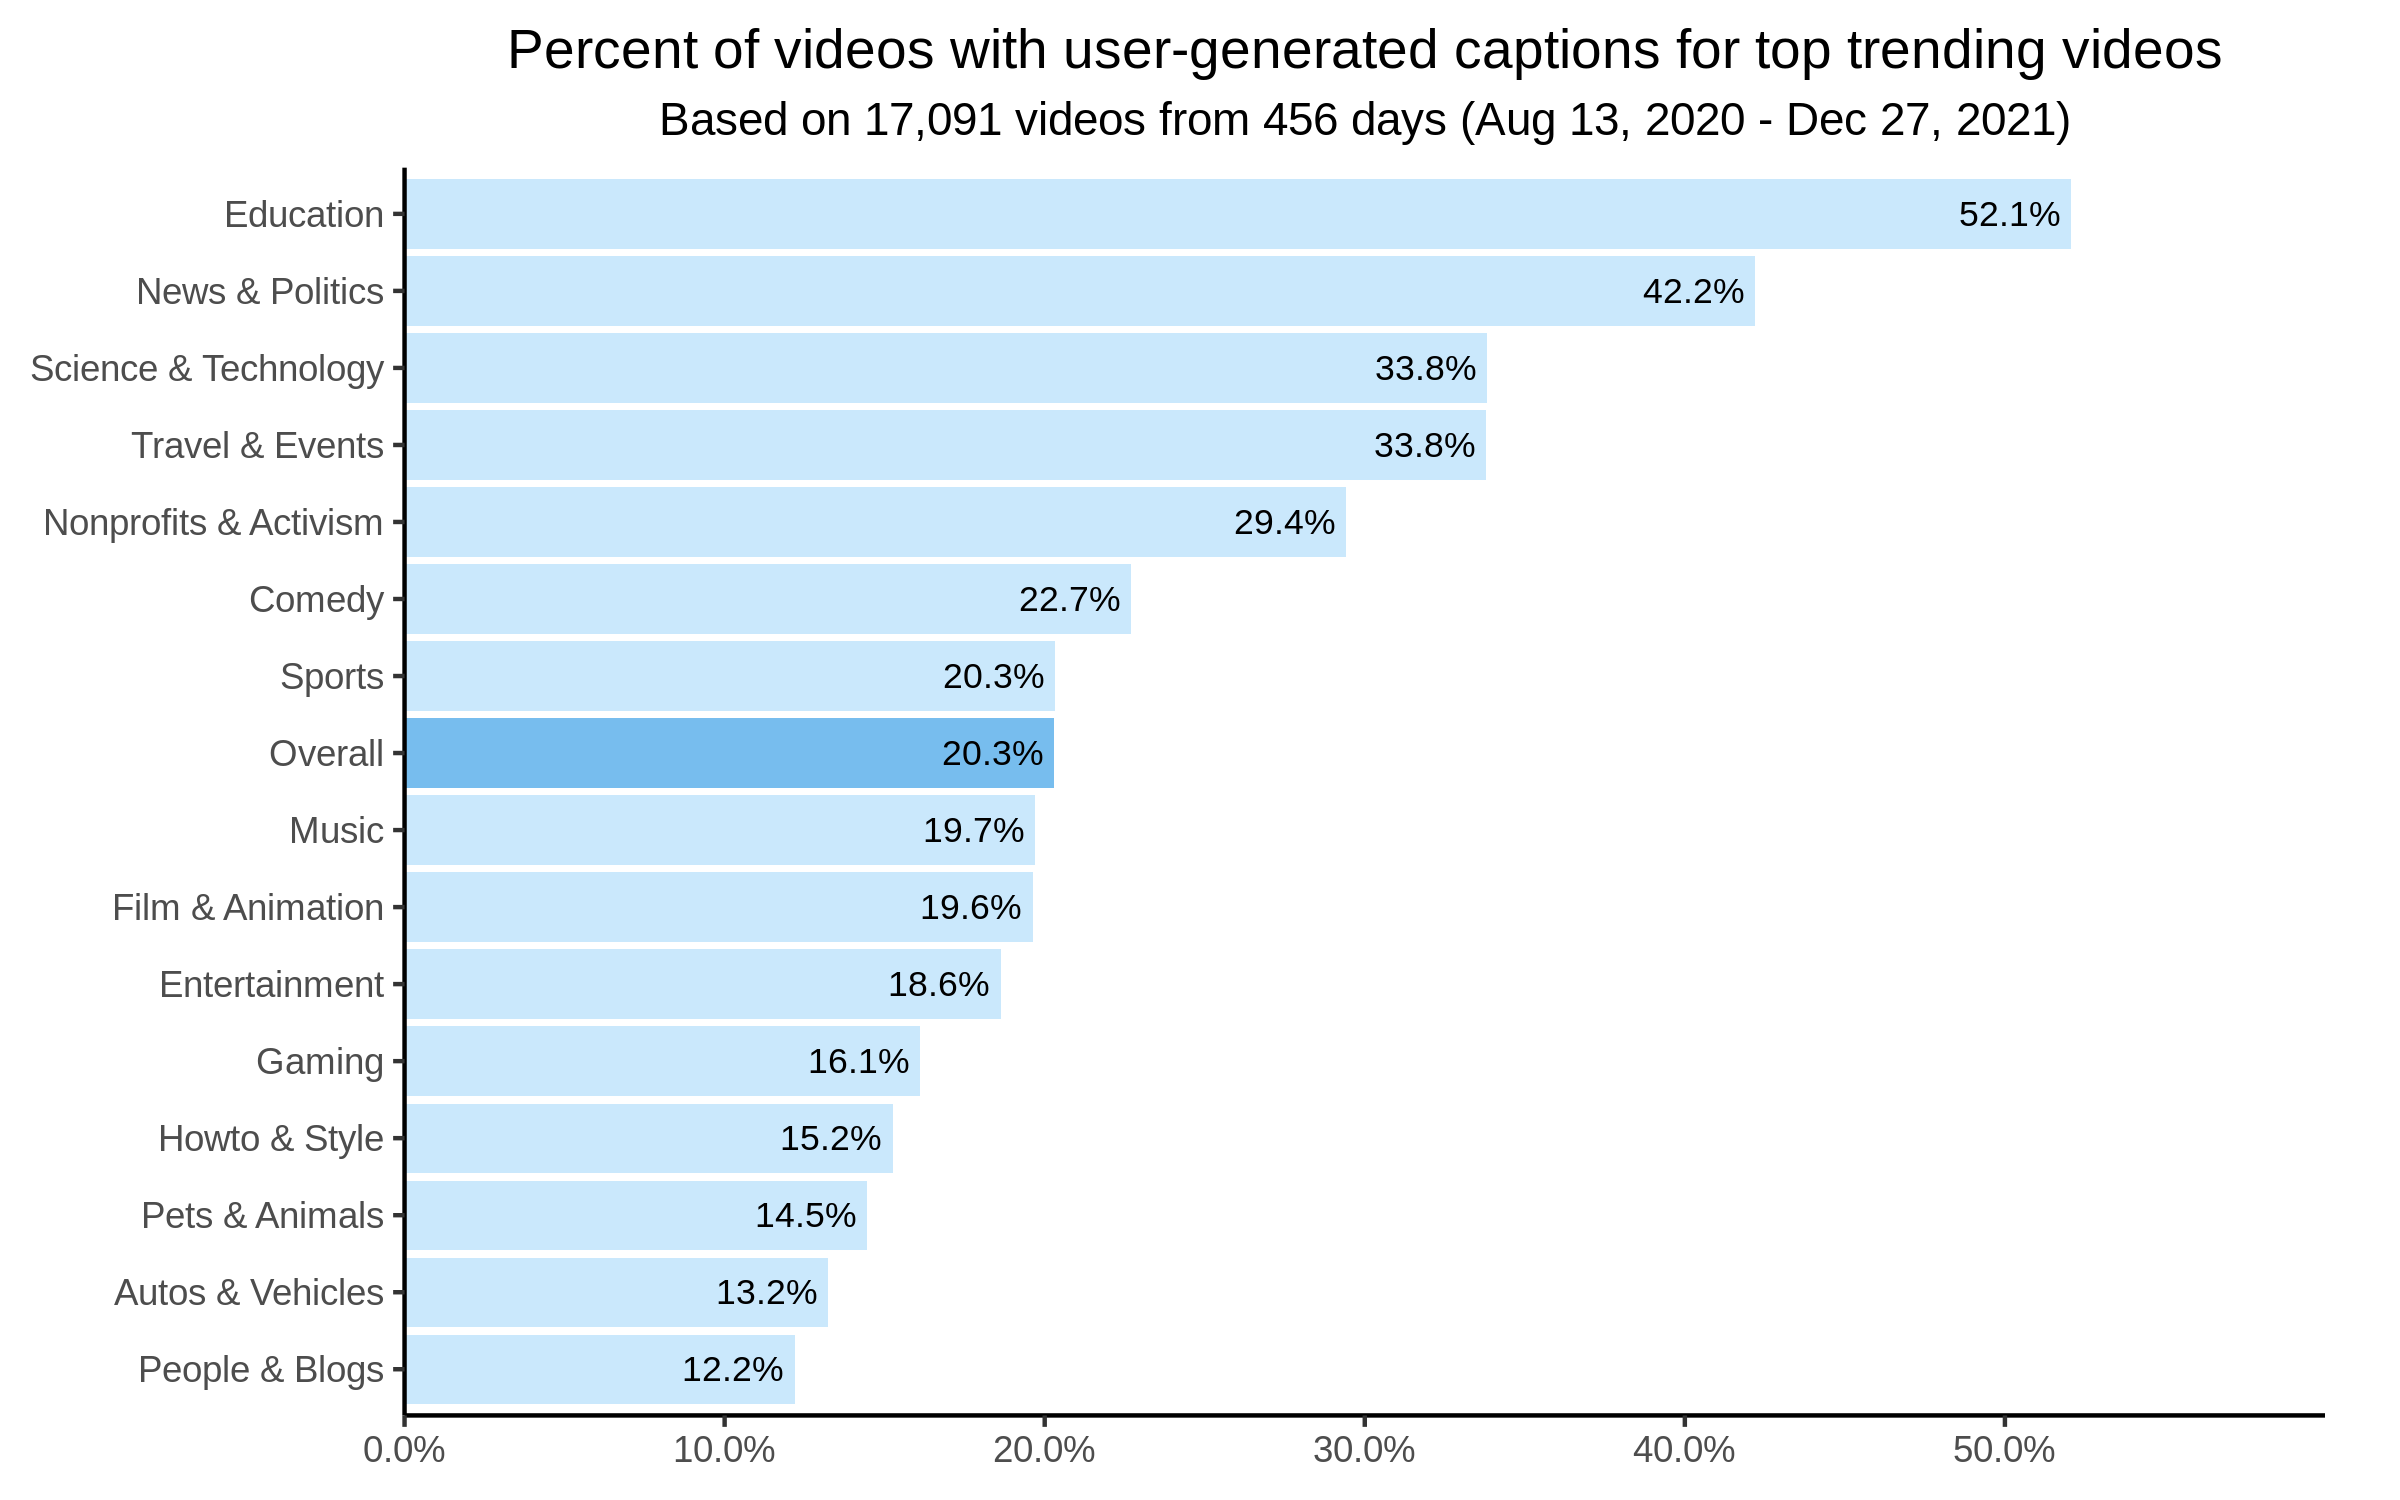 Percent of videos with user-generated captions for top trending videos
Based on 17,091 videos from 456 days (Aug 13, 2020 - Dec 27, 2021)
Education 52.1%
News & Politics 42.2%
Science & Technology 33.8%
Travel & Events 33.8%
Nonprofits & Activism 29.4%
Comedy 22.7%
Sports 20.3%
Overall 20.3%
Music 19.7%
Film & Animation 19.6%
Entertainment 18.6%
Gaming 16.1%
Howto & Style 15.2%
Pets & Animals 14.5%
Autos & Vehicles 13.2%
People & Blogs 12.2%
0.0% 10.0% 20.0% 30.0% 40.0% 50.0%